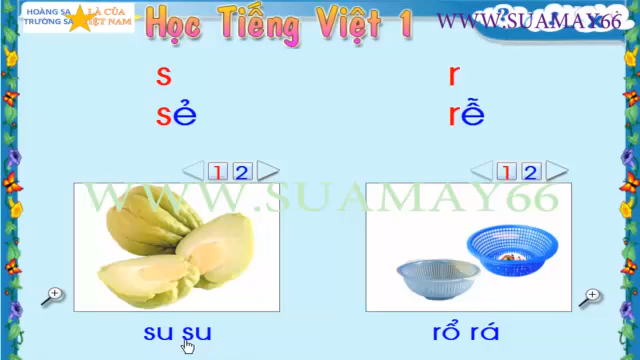 HOÀNG SA LÀ CỦA
TRƯỜNG SA VIỆT NAM
Học Tiếng Việt 1
WWW.SUAMAY66
s
r
sẻ
rễ
1 2
1 2
WWW.SUAMAY66
su su
rổ rá